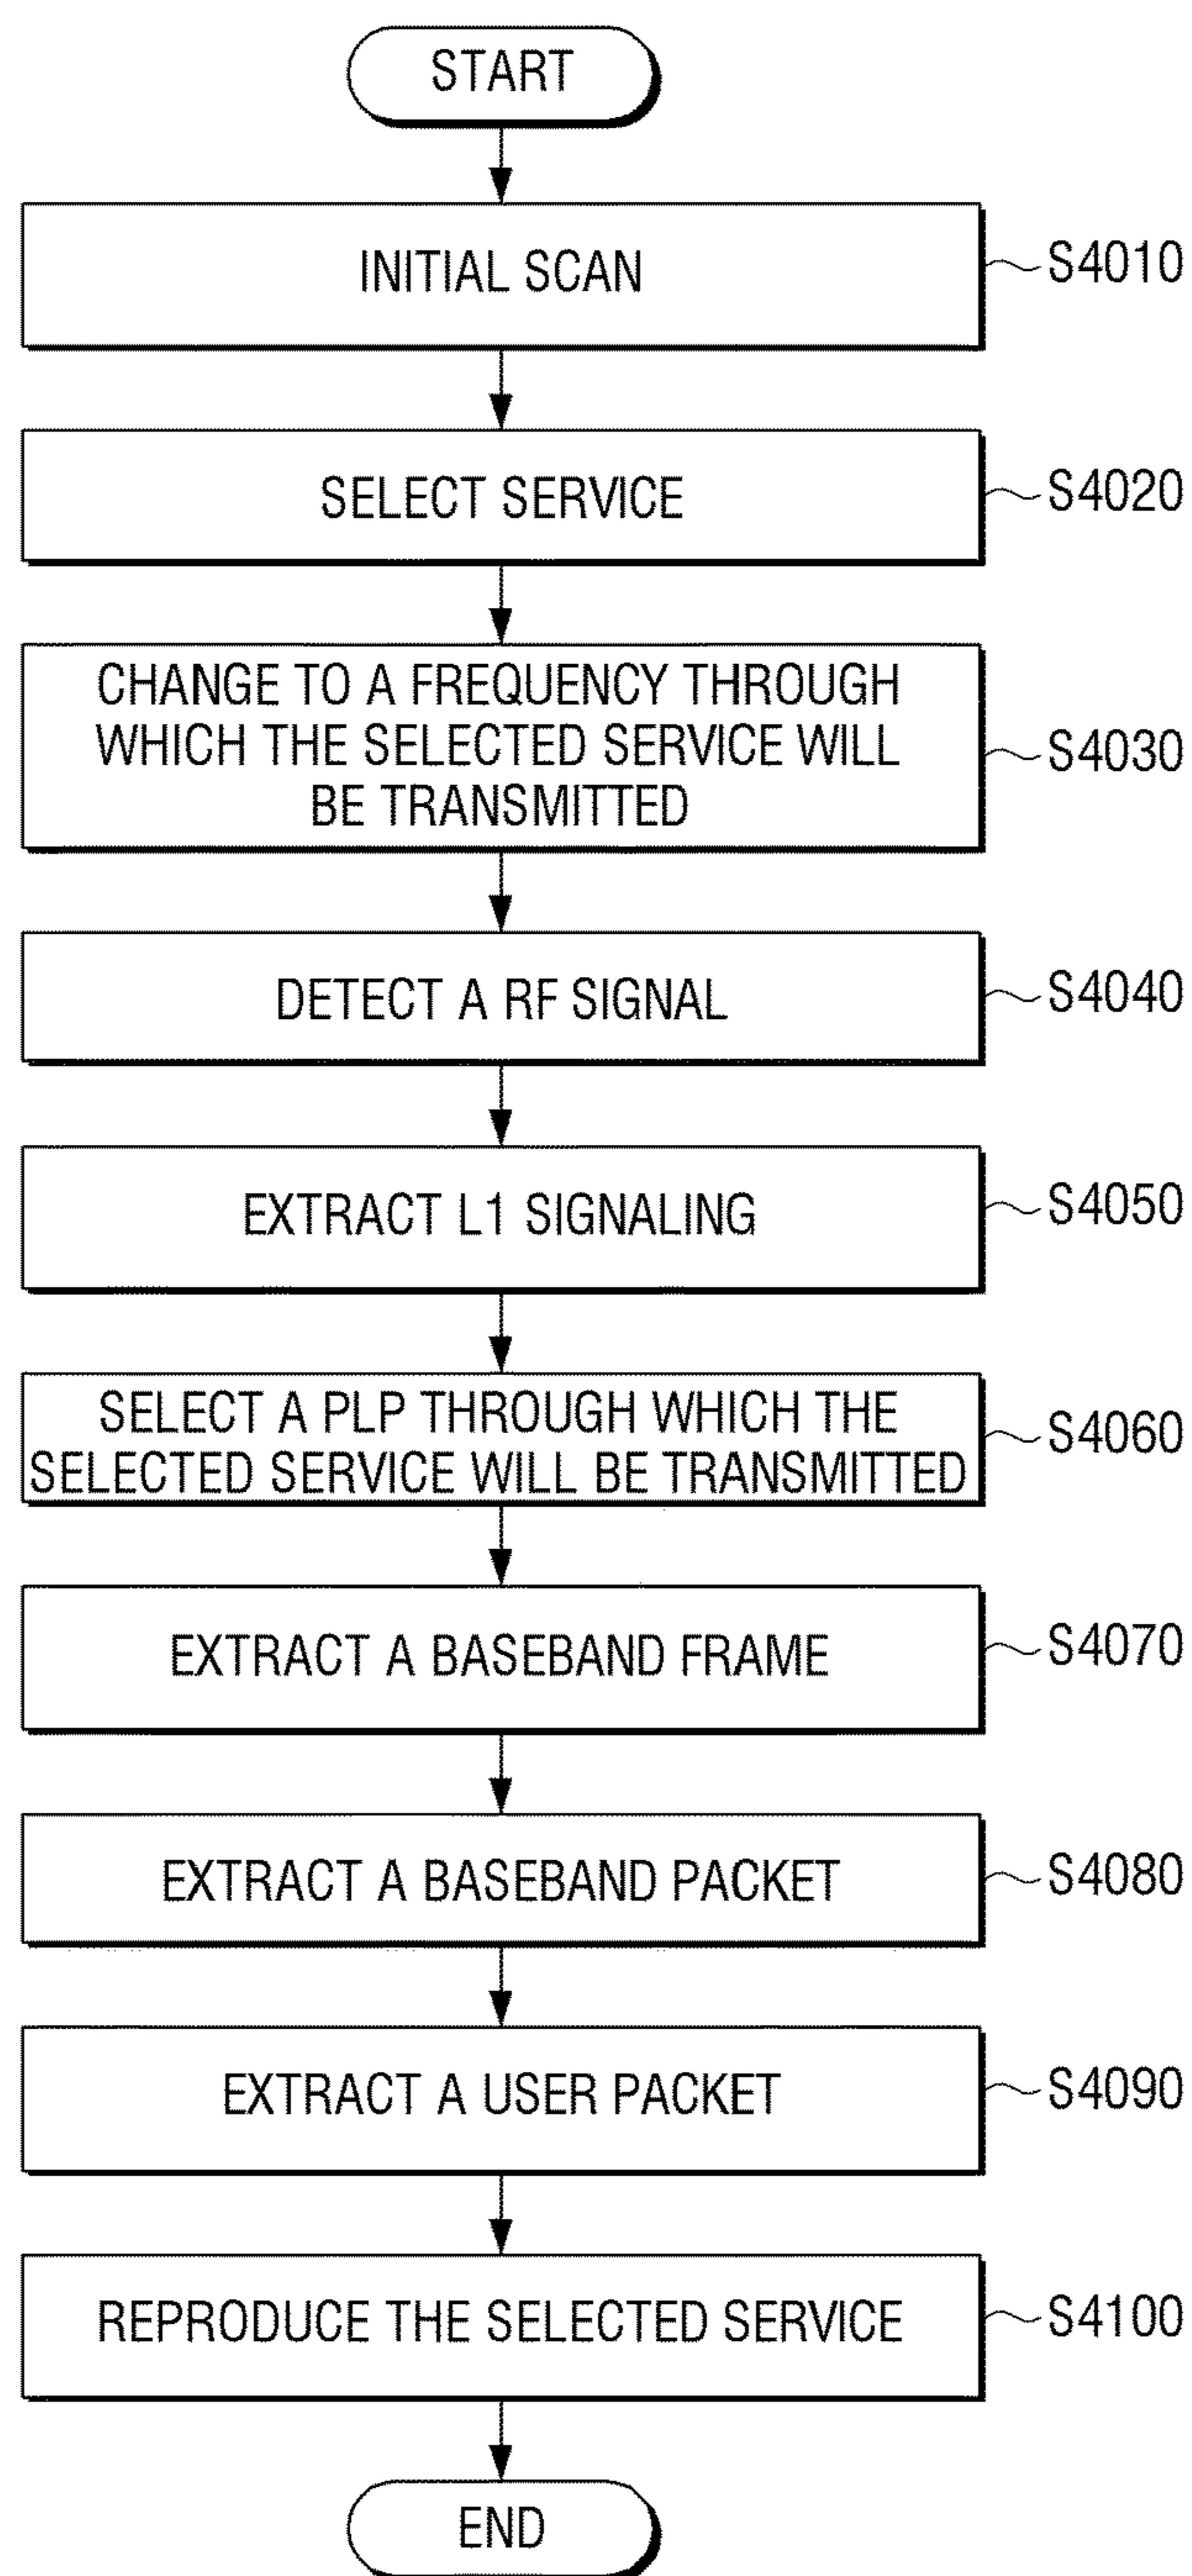 START
INITIAL SCAN
S4010
SELECT SERVICE
S4020
CHANGE TO A FREQUENCY THROUGH
WHICH THE SELECTED SERVICE WILL
BE TRANSMITTED
S4030
DETECT A RF SIGNAL
S4040
EXTRACT L1 SIGNALING
S4050
SELECT A PLP THROUGH WHICH THE
SELECTED SERVICE WILL BE TRANSMITTED
S4060
EXTRACT A BASEBAND FRAME
S4070
EXTRACT A BASEBAND PACKET
S4080
EXTRACT A USER PACKET
S4090
REPRODUCE THE SELECTED SERVICE
S4100
END